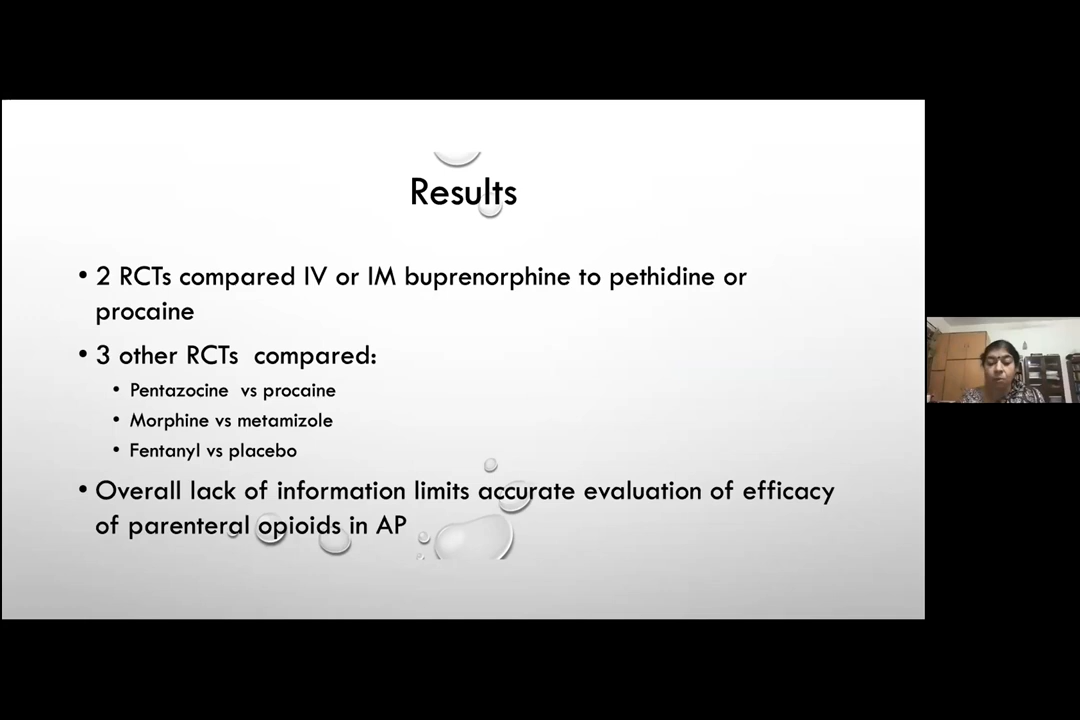 Results
• 2 RCTs compared IV or IM buprenorphine to pethidine or
procaine
• 3 other RCTs compared:
• Pentazocine vs procaine
• Morphine vs metamizole
• Fentanyl vs placebo
• Overall lack of information limits accurate evaluation of efficacy
of parenteral opioids in AP